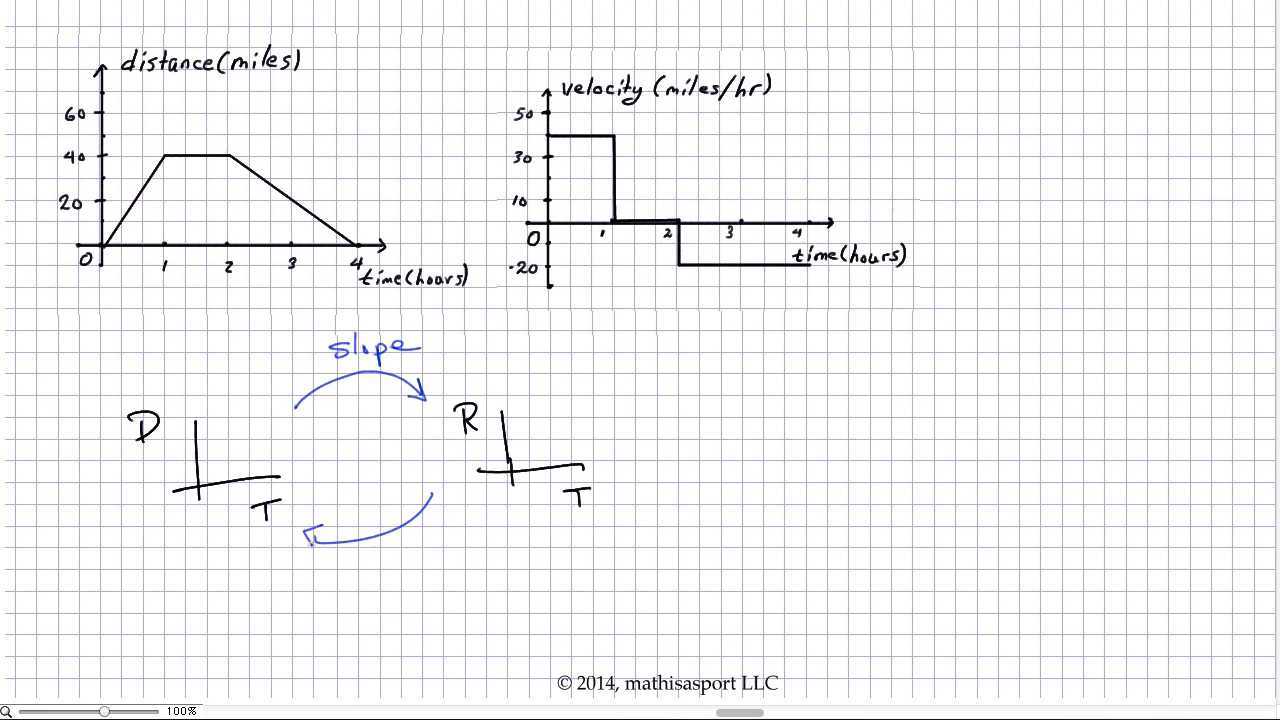 distance(miles)
60
40
20
0
1 2 3 4
time(hours)
velocity (miles/hr)
50
30
10
0
-20
1 2 3 4
time(hours)
slope
D
T
R
T
© 2014, mathisasport LLC
100%